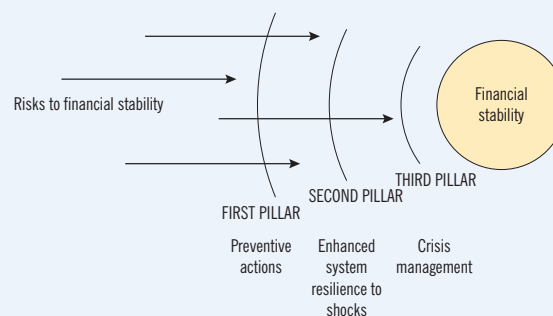 Financial
stability
Risks to financial stability
THIRD PILLAR
SECOND PILLAR
FIRST PILLAR
Preventive
actions
Enhanced
system
resilience to
shocks
Crisis
management